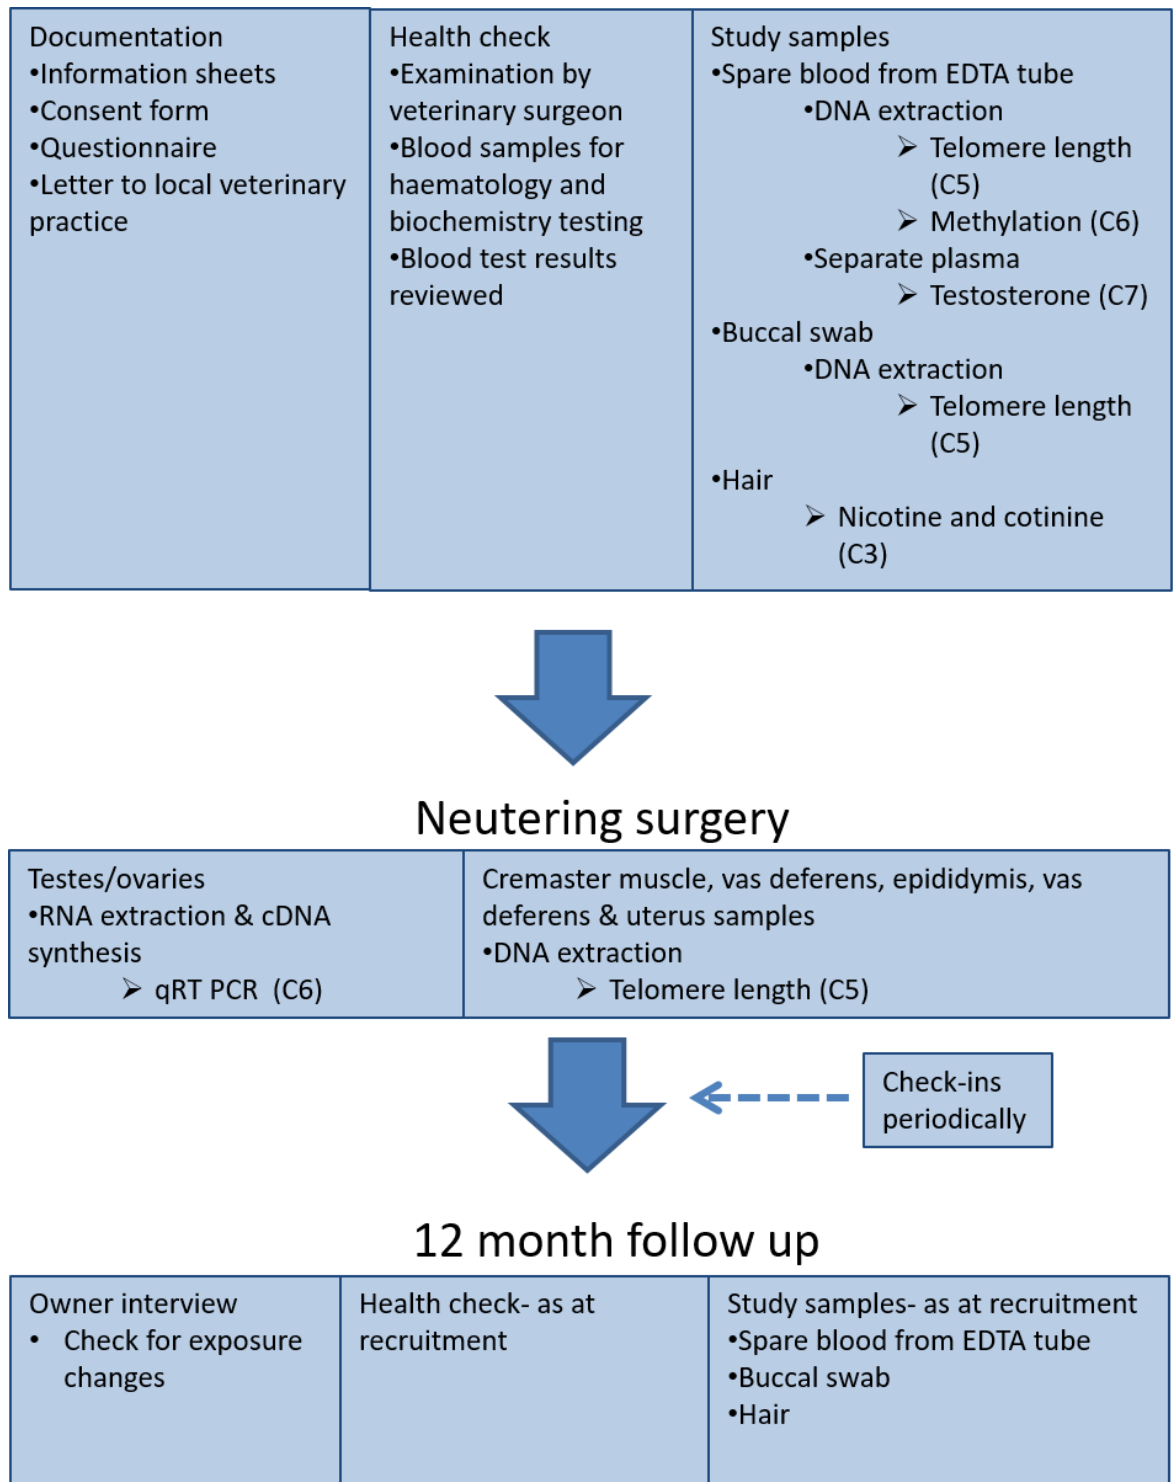 Documentation
•Information sheets
•Consent form
•Questionnaire
•Letter to local veterinary
practice
Health check
•Examination by
veterinary surgeon
•Blood samples for
haematology and
biochemistry testing
•Blood test results
reviewed
Study samples
•Spare blood from EDTA tube
•DNA extraction
➢ Telomere length
(C5)
➢ Methylation (C6)
•Separate plasma
➢ Testosterone (C7)
•Buccal swab
•DNA extraction
➢ Telomere length
(C5)
•Hair
➢ Nicotine and cotinine
(C3)
Neutering surgery
Testes/ovaries
•RNA extraction & cDNA
synthesis
➢ qRT PCR (C6)
Cremaster muscle, vas deferens, epididymis, vas
deferens & uterus samples
•DNA extraction
➢ Telomere length (C5)
Check-ins
periodically
12 month follow up
Owner interview
• Check for exposure
changes
Health check- as at
recruitment
Study samples- as at recruitment
•Spare blood from EDTA tube
•Buccal swab
•Hair